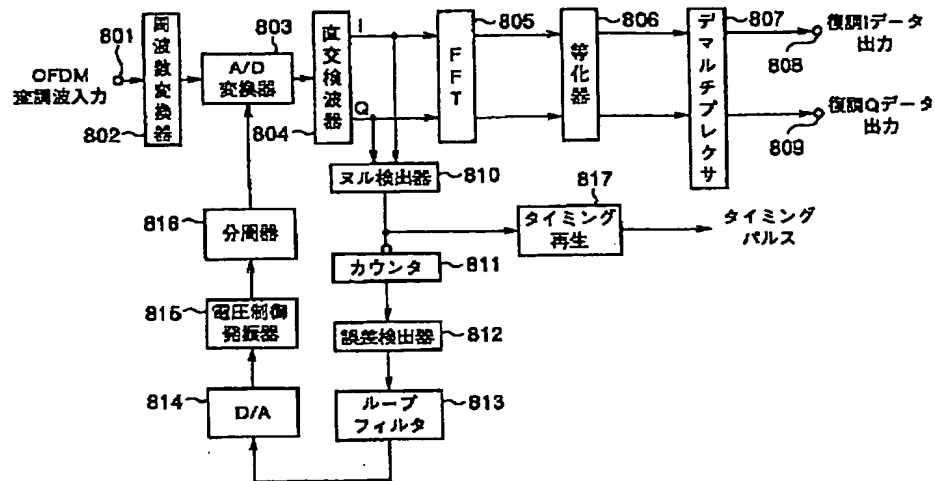 801
OFDM
変調波入力
周波数変換器
802
803
A/D
変換器
直交検波器
804
I
Q
805
FFT
806
等化器
807
デマルチプレクサ
復調Iデータ
出力
808
復調Qデータ
出力
809
ヌル検出器
810
817
タイミング
再生
タイミング
パルス
カウンタ
811
誤差検出器
812
ループ
フィルタ
813
D/A
814
電圧制御
発振器
815
分周器
816